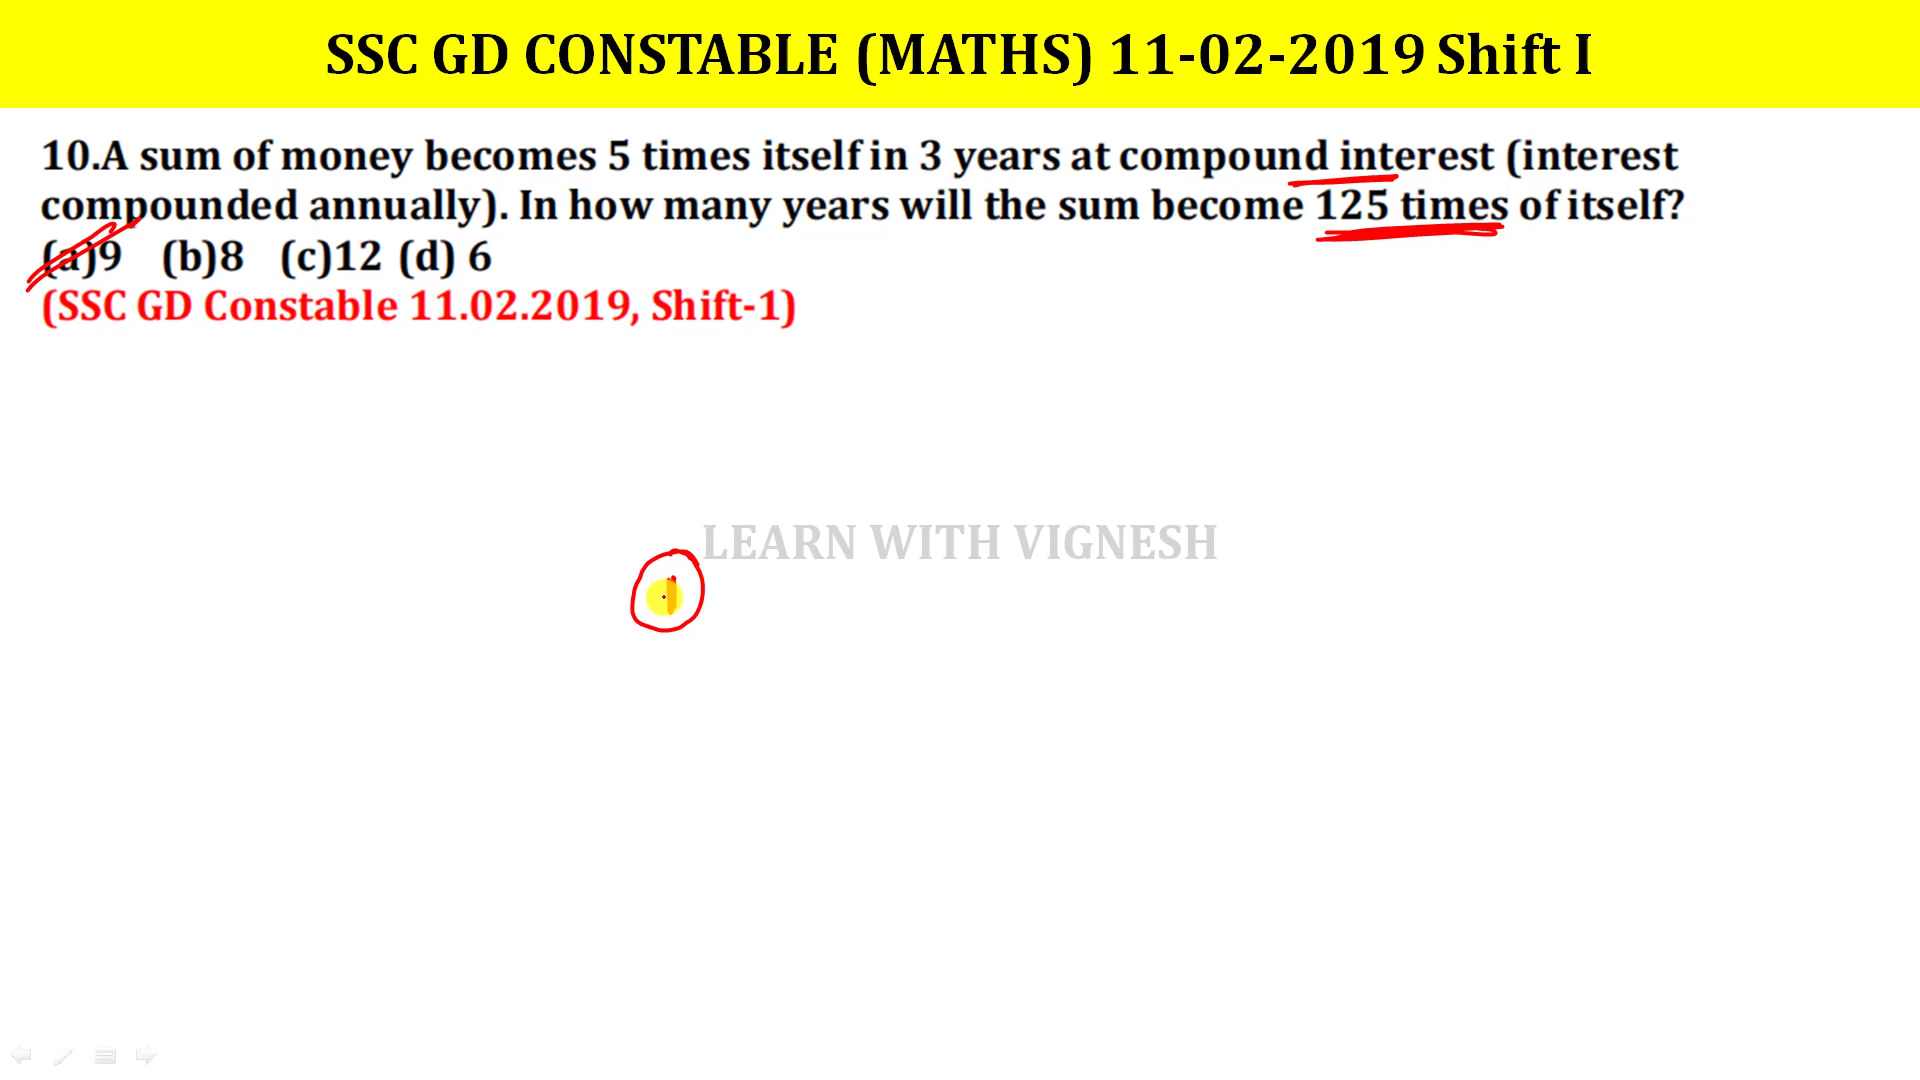 SSC GD CONSTABLE (MATHS) 11-02-2019 Shift I
10.A sum of money becomes 5 times itself in 3 years at compound interest (interest
compounded annually). In how many years will the sum become 125 times of itself?
(a)9 (b)8 (c)12 (d) 6
(SSC GD Constable 11.02.2019, Shift-1)
LEARN WITH VIGNESH
1